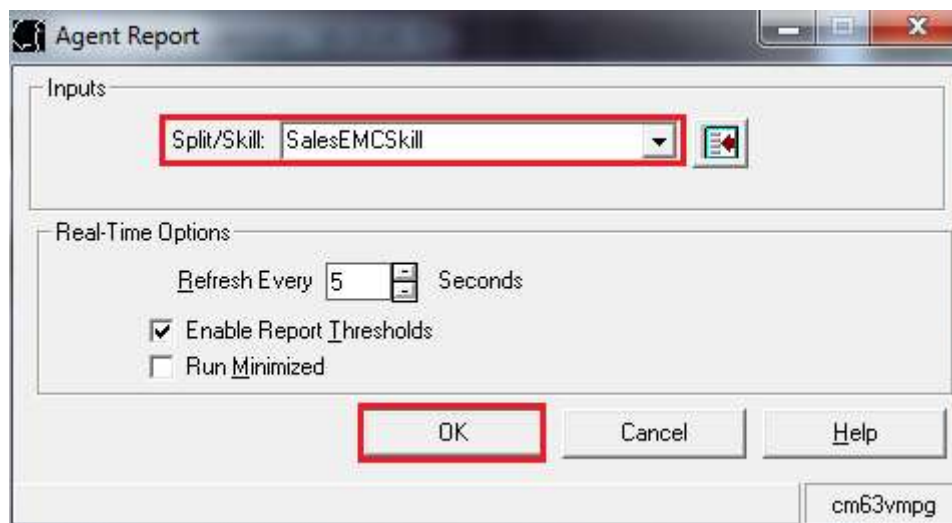 Agent Report
Inputs
Split/Skill: SalesEMCSkill
Real-Time Options
Refresh Every 5 Seconds
Enable Report Thresholds
Run Minimized
OK Cancel Help
cm63vmpg